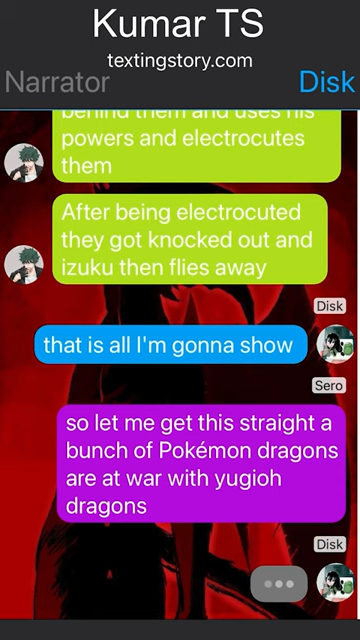 Kumar TS
textingstory.com
Narrator
Disk
behind them and uses his
powers and electrocutes
them
After being electrocuted
they got knocked out and
izuku then flies away
Disk
that is all I'm gonna show
Sero
so let me get this straight a
bunch of Pokémon dragons
are at war with yugioh
dragons
Disk